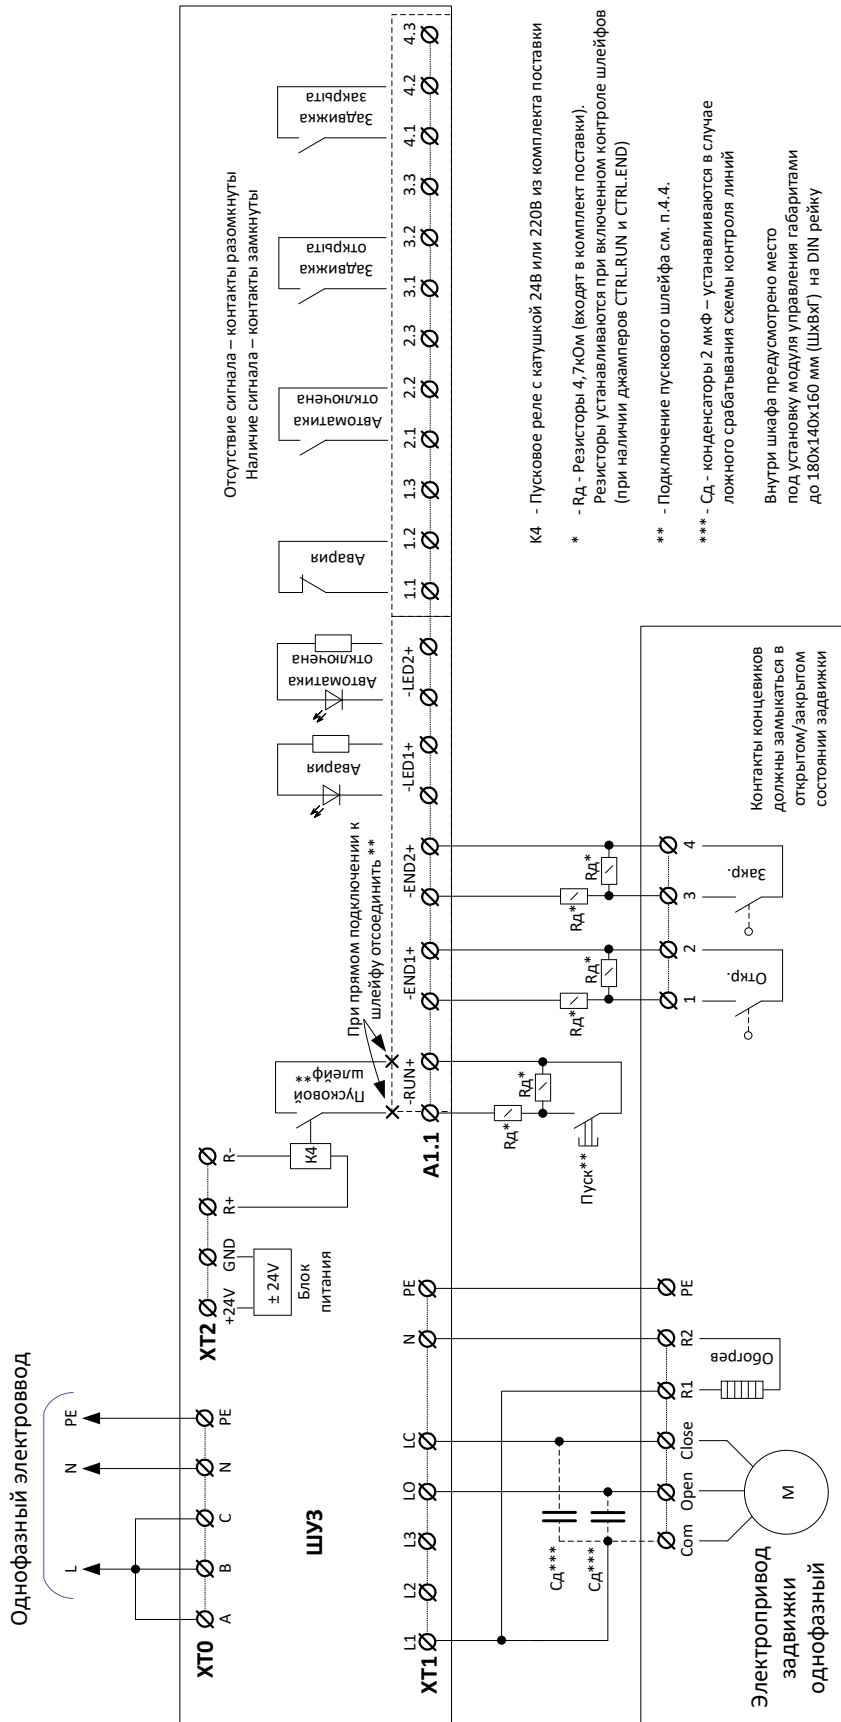 Однофазный электроввод
L
N
PE
XT0
A
B
C
N
PE
ШУЗ
XT2
+24V
GND
R+
R-
± 24V
Блок
питания
K4
Пусковой
шлейф
**
При прямом подключении к
шлейфу отсоединить **
Авария
Автоматика
отключена
Отсутствие сигнала – контакты разомкнуты
Наличие сигнала – контакты замкнуты
Авария
Автоматика
отключена
Задвижка
открыта
Задвижка
закрыта
A1.1
-RUN+
-END1+
-END2+
-LED1+
-LED2+
1.1
1.2
1.3
2.1
2.2
2.3
3.1
3.2
3.3
4.1
4.2
4.3
XT1
L1
L2
L3
LO
LC
N
PE
Сд***
Сд***
Rд*
Rд*
Пуск**
Rд*
Rд*
Rд*
Rд*
Com
Open
Close
R1
R2
PE
Обогрев
M
Электропривод
задвижки
однофазный
1
2
3
4
Откр.
Закр.
Контакты концевиков
должны замыкаться в
открытом/закрытом
состоянии задвижки
K4 - Пусковое реле с катушкой 24В или 220В из комплекта поставки
* - Rд - Резисторы 4,7кОм (входят в комплект поставки).
Резисторы устанавливаются при включенном контроле шлейфов
(при наличии джамперов CTRL.RUN и CTRL.END)
** - Подключение пускового шлейфа см. п.4.4.
*** - Сд - конденсаторы 2 мкФ – устанавливаются в случае
ложного срабатывания схемы контроля линий
Внутри шкафа предусмотрено место
под установку модуля управления габаритами
до 180х140х160 мм (ШхВхГ) на DIN рейку